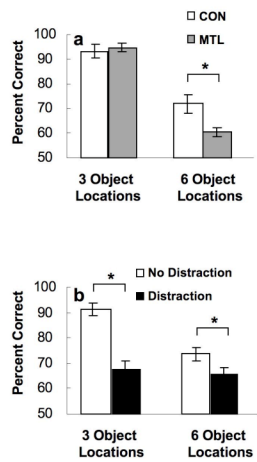 CON
MTL
a
*
Percent Correct
100
90
80
70
60
50
3 Object
Locations
6 Object
Locations
No Distraction
Distraction
b
*
*
Percent Correct
100
90
80
70
60
50
3 Object
Locations
6 Object
Locations